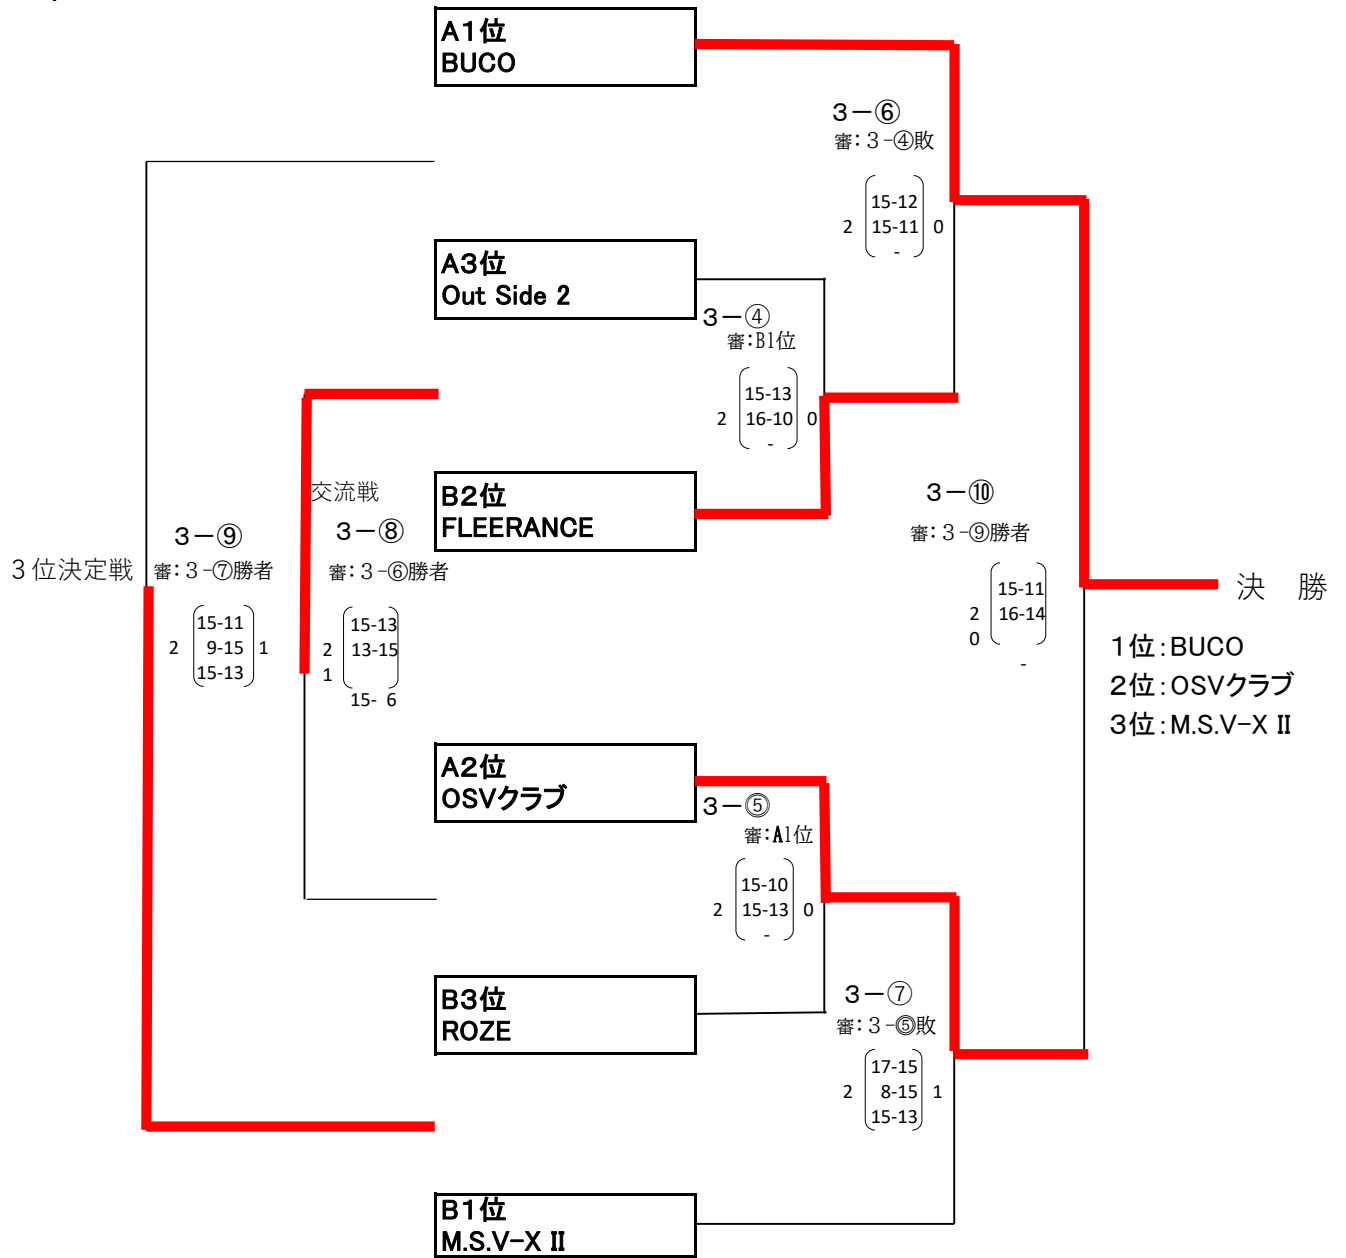 A1位
BUCO
3－⑥
審：３-④敗
15-12
2 15-11 0
-
A3位
Out Side 2
3－④
審：B1位
15-13
2 16-10 0
-
B2位
FLEERANCE
交流戦
3－⑨
審：３-⑦勝者
3－⑧
審：３-⑥勝者
３位決定戦
15-11
2 9-15 1
15-13
15-13
2 13-15
1
15- 6
3－⑩
審：３-⑨勝者
15-11
2 16-14
0
-
決　勝
1位：BUCO
2位：OSVクラブ
3位：M.S.V-X Ⅱ
A2位
OSVクラブ
3－⑤
審：A1位
15-10
2 15-13 0
-
B3位
ROZE
3－⑦
審：３-⑤敗
17-15
2 8-15 1
15-13
B1位
M.S.V-X Ⅱ